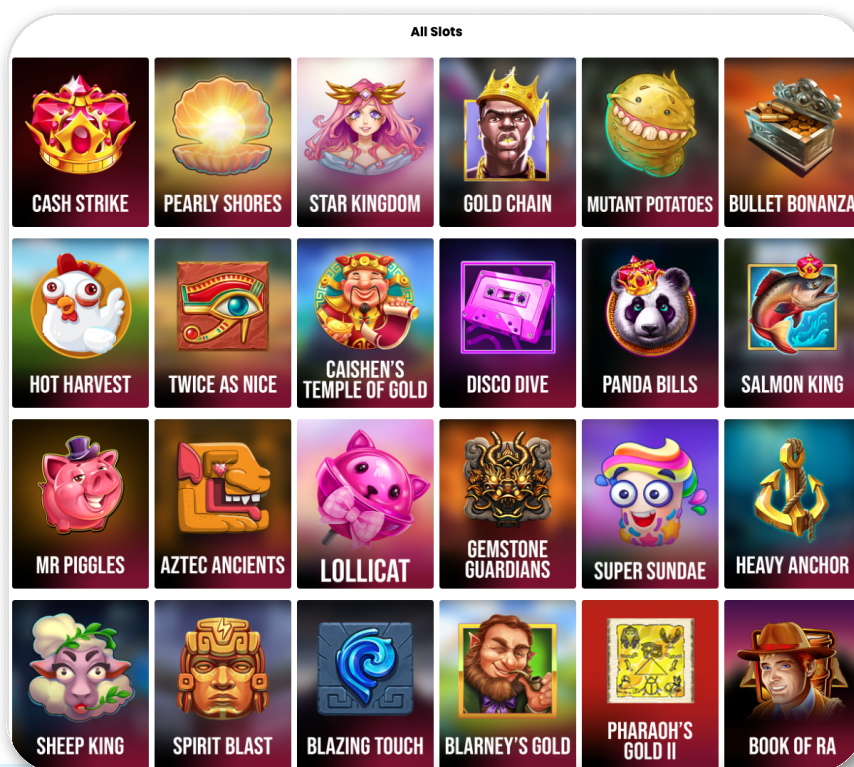 All Slots
CASH STRIKE
PEARLY SHORES
STAR KINGDOM
GOLD CHAIN
MUTANT POTATOES
BULLET BONANZA
HOT HARVEST
TWICE AS NICE
CAISHEN'S
TEMPLE OF GOLD
DISCO DIVE
PANDA BILLS
SALMON KING
MR PIGGLES
AZTEC ANCIENTS
LOLLICAT
GEMSTONE
GUARDIANS
SUPER SUNDAE
HEAVY ANCHOR
SHEEP KING
SPIRIT BLAST
BLAZING TOUCH
BLARNEY'S GOLD
PHARAOH'S
GOLD II
BOOK OF RA